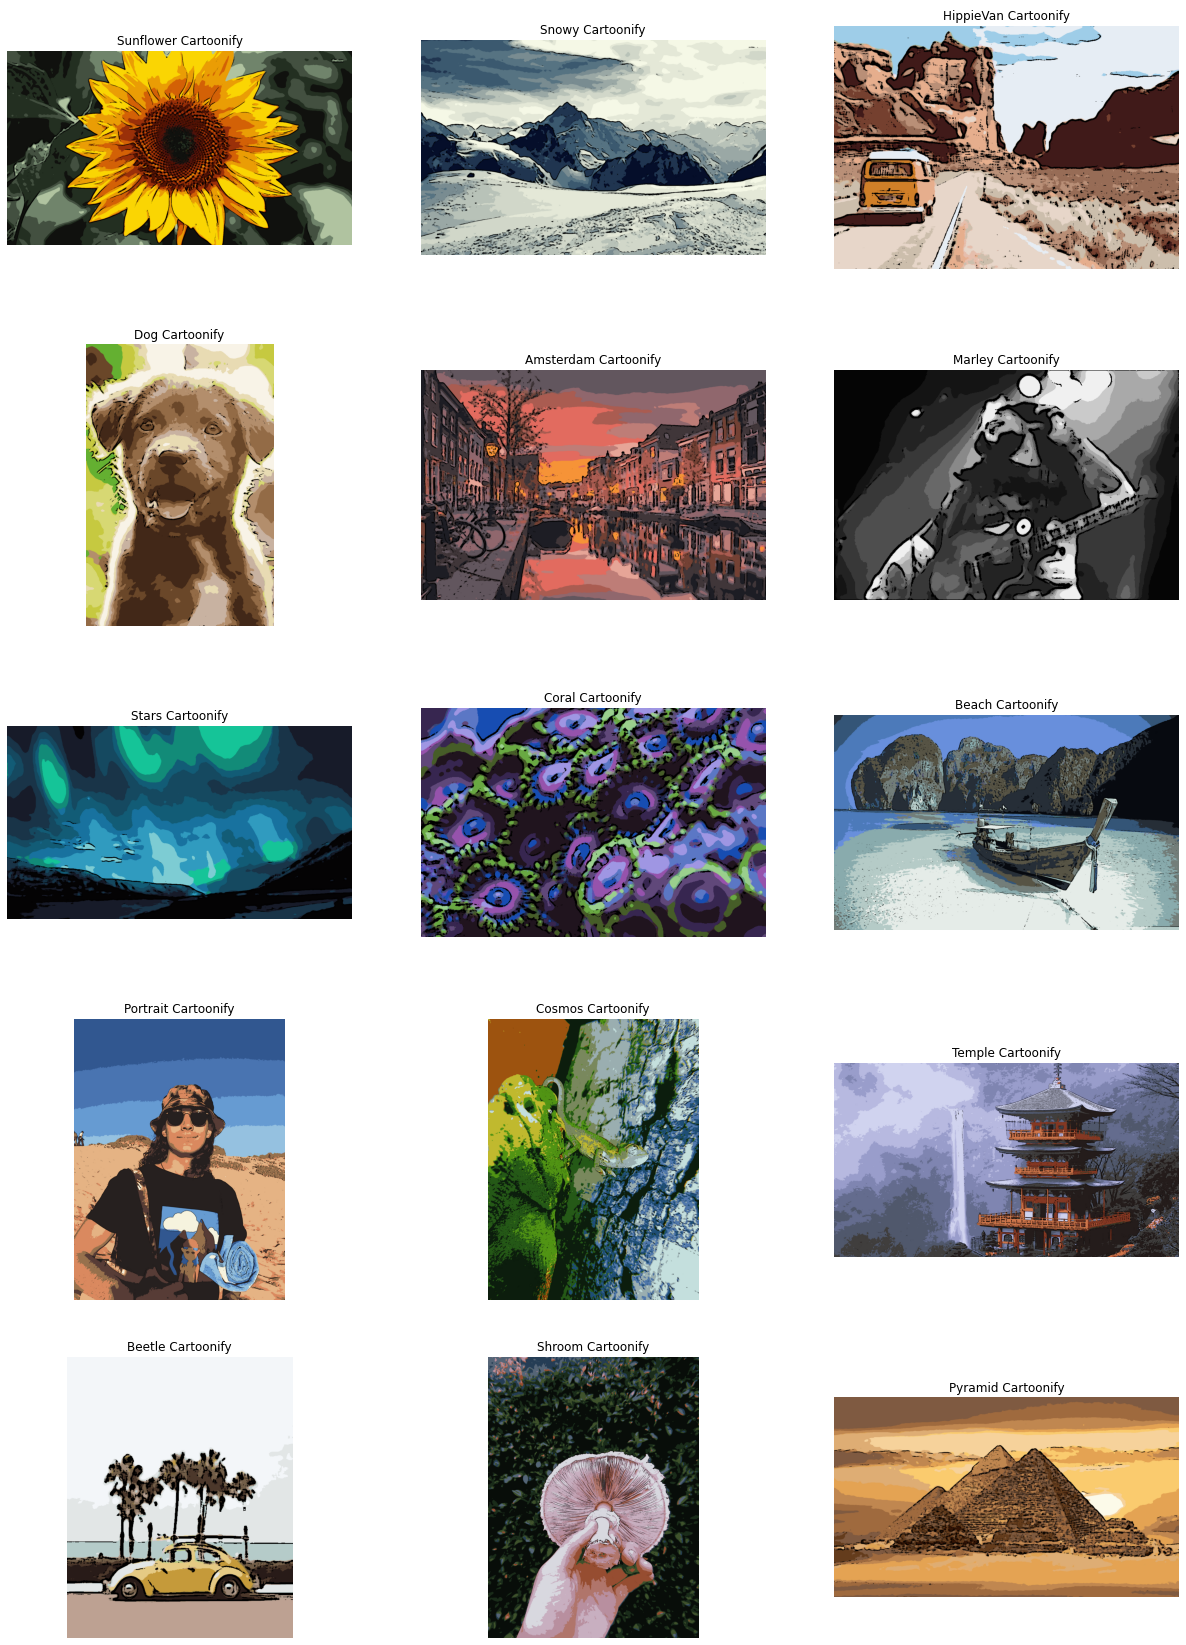 Sunflower Cartoonify
Snowy Cartoonify
HippieVan Cartoonify
Dog Cartoonify
Amsterdam Cartoonify
Marley Cartoonify
Stars Cartoonify
Coral Cartoonify
Beach Cartoonify
Portrait Cartoonify
Cosmos Cartoonify
Temple Cartoonify
Beetle Cartoonify
Shroom Cartoonify
Pyramid Cartoonify